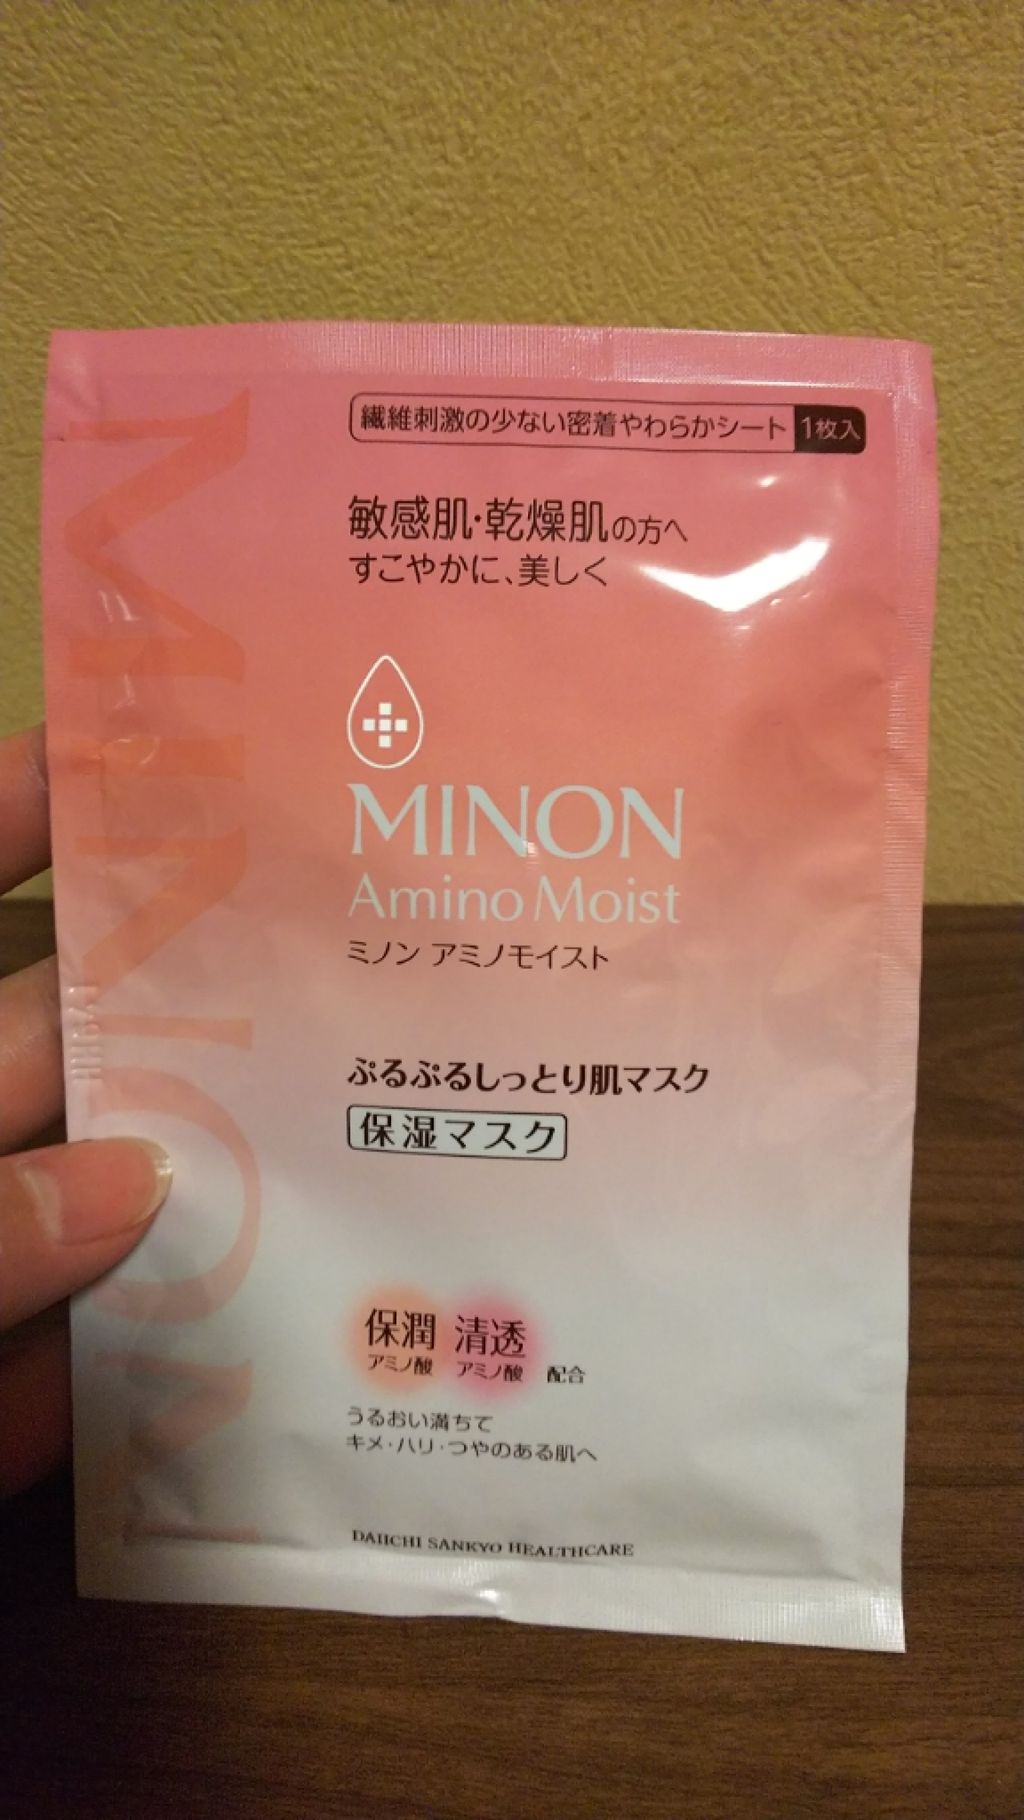 繊維刺激の少ない密着やわらかシート 1枚入
敏感肌・乾燥肌の方へ
すこやかに、美しく
MINON
MINON
Amino Moist
ミノン アミノモイスト
ぷるぷるしっとり肌マスク
保湿マスク
保潤 清透
アミノ酸 アミノ酸 配合
うるおい満ちて
キメ・ハリ・つやのある肌へ
DAIICHI SANKYO HEALTHCARE